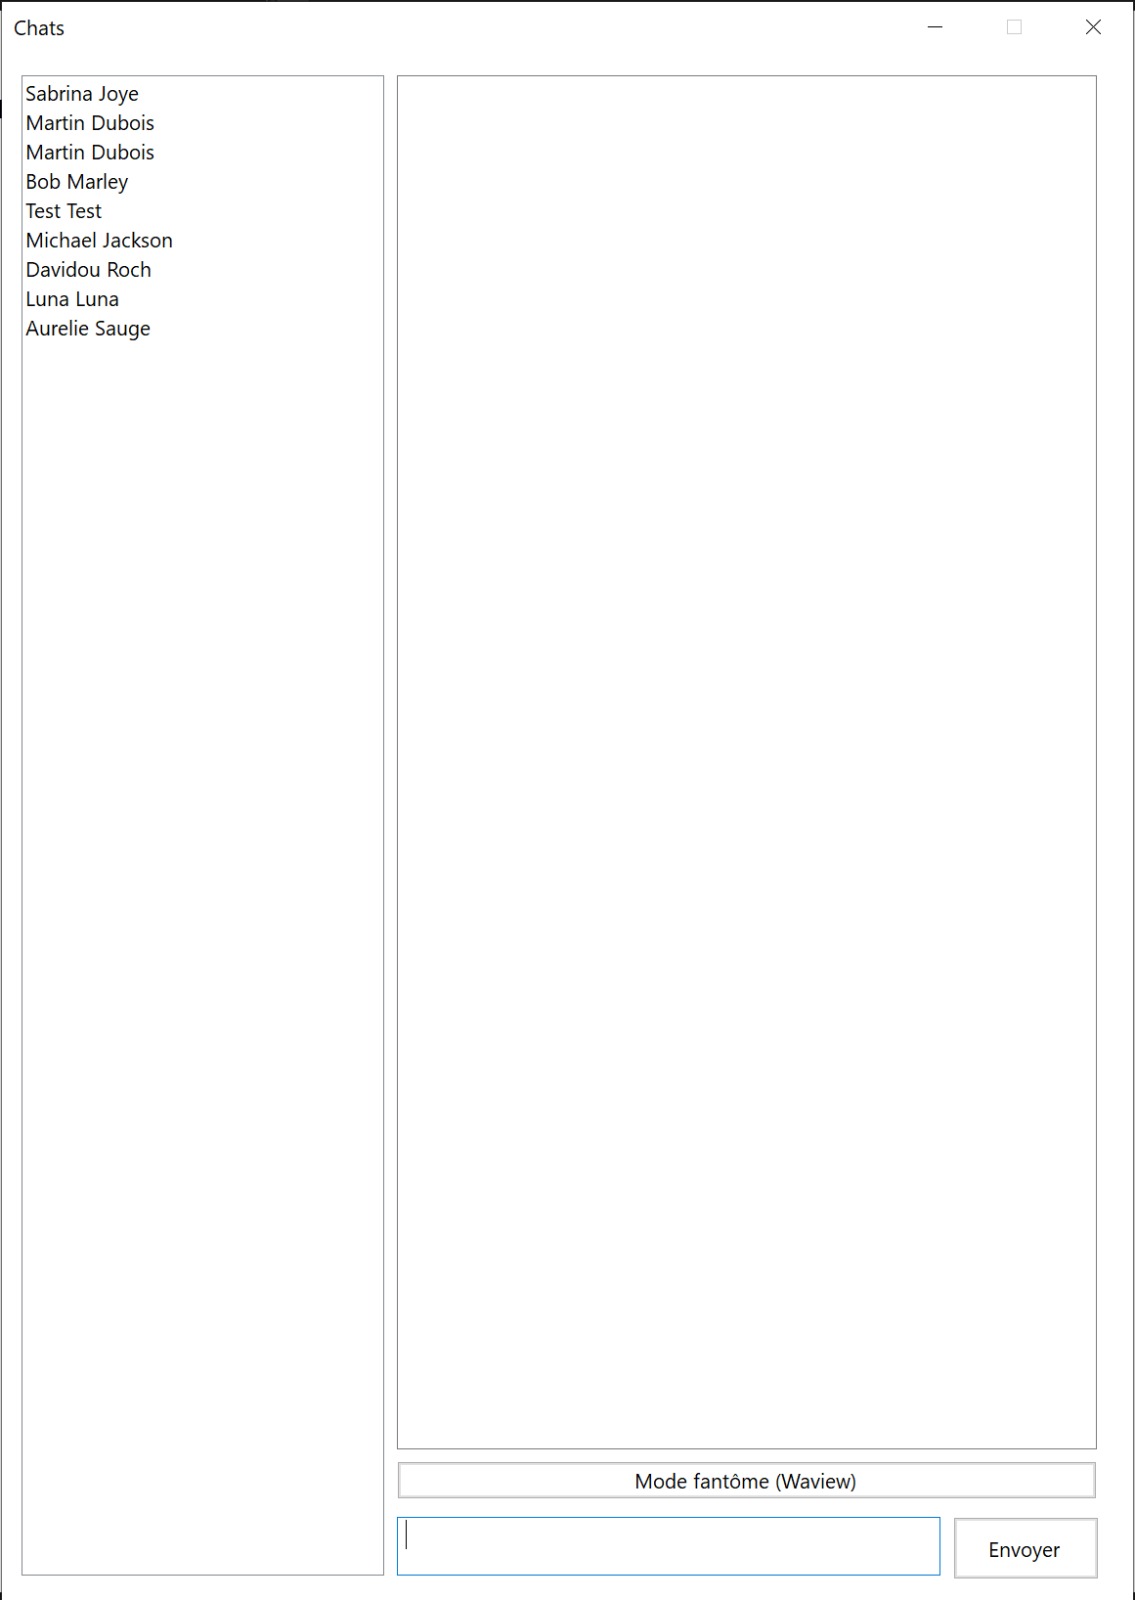 Chats
Sabrina Joye
Martin Dubois
Martin Dubois
Bob Marley
Test Test
Michael Jackson
Davidou Roch
Luna Luna
Aurelie Sauge
Mode fantôme (Waview)
Envoyer